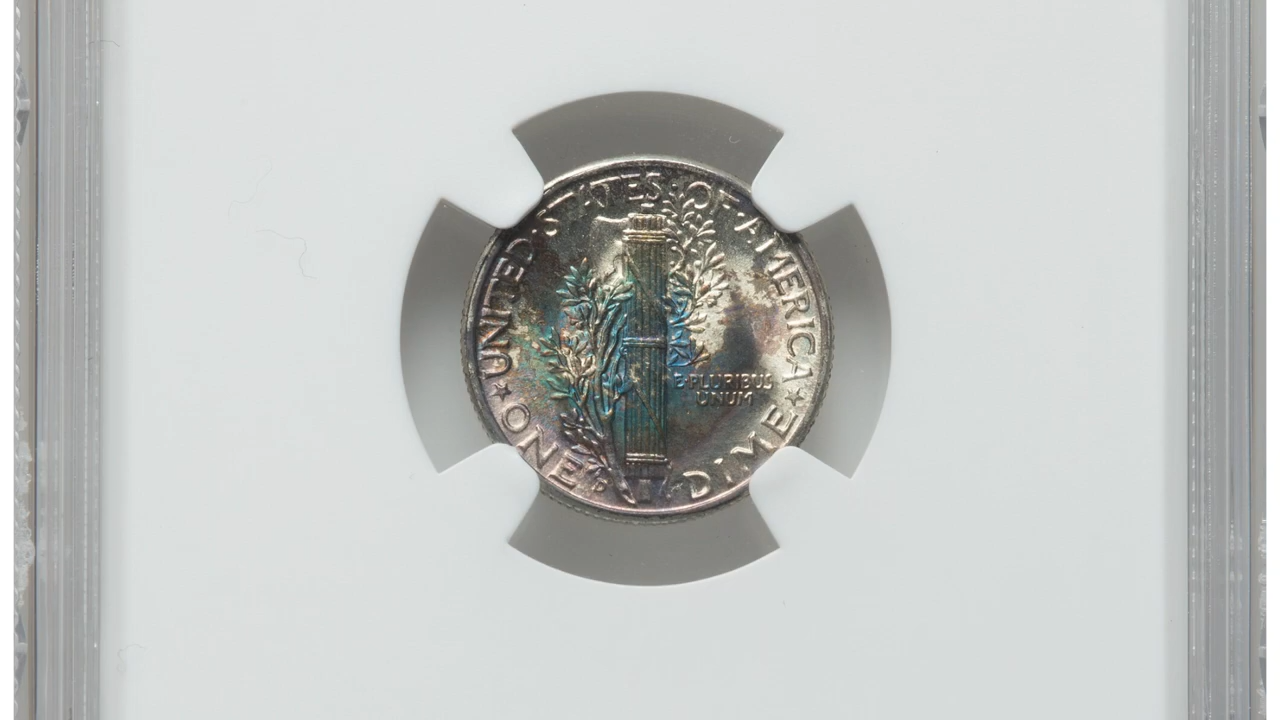 UNITED·STATES·OF·AMERICA
E·PLURIBUS
UNUM
★ ONE DIME ★
D